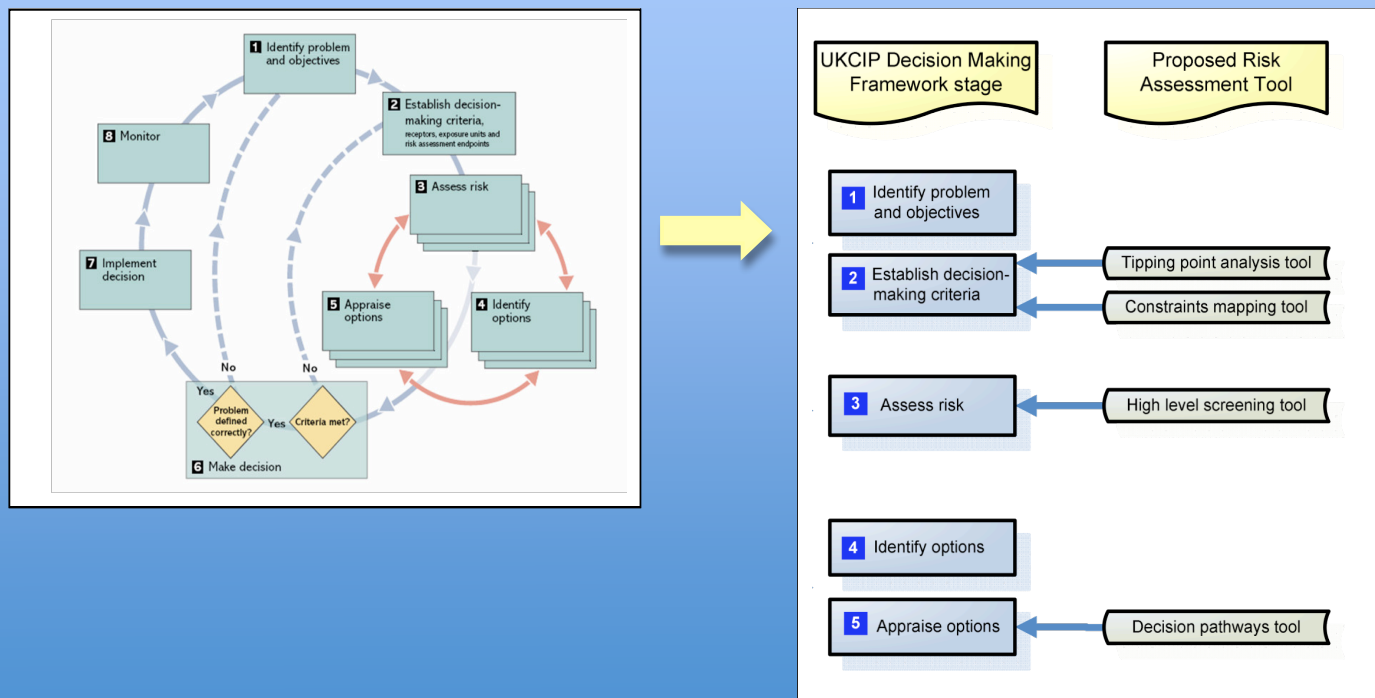 1 Identify problem
and objectives
2 Establish decision-
making criteria,
receptors, exposure units and
risk assessment endpoints
8 Monitor
3 Assess risk
7 Implement
decision
5 Appraise
options
4 Identify
options
No
No
Yes
Problem
defined
correctly?
Yes
Criteria met?
6 Make decision
UKCIP Decision Making
Framework stage
Proposed Risk
Assessment Tool
1 Identify problem
and objectives
2 Establish decision-
making criteria
Tipping point analysis tool
Constraints mapping tool
3 Assess risk
High level screening tool
4 Identify options
5 Appraise options
Decision pathways tool